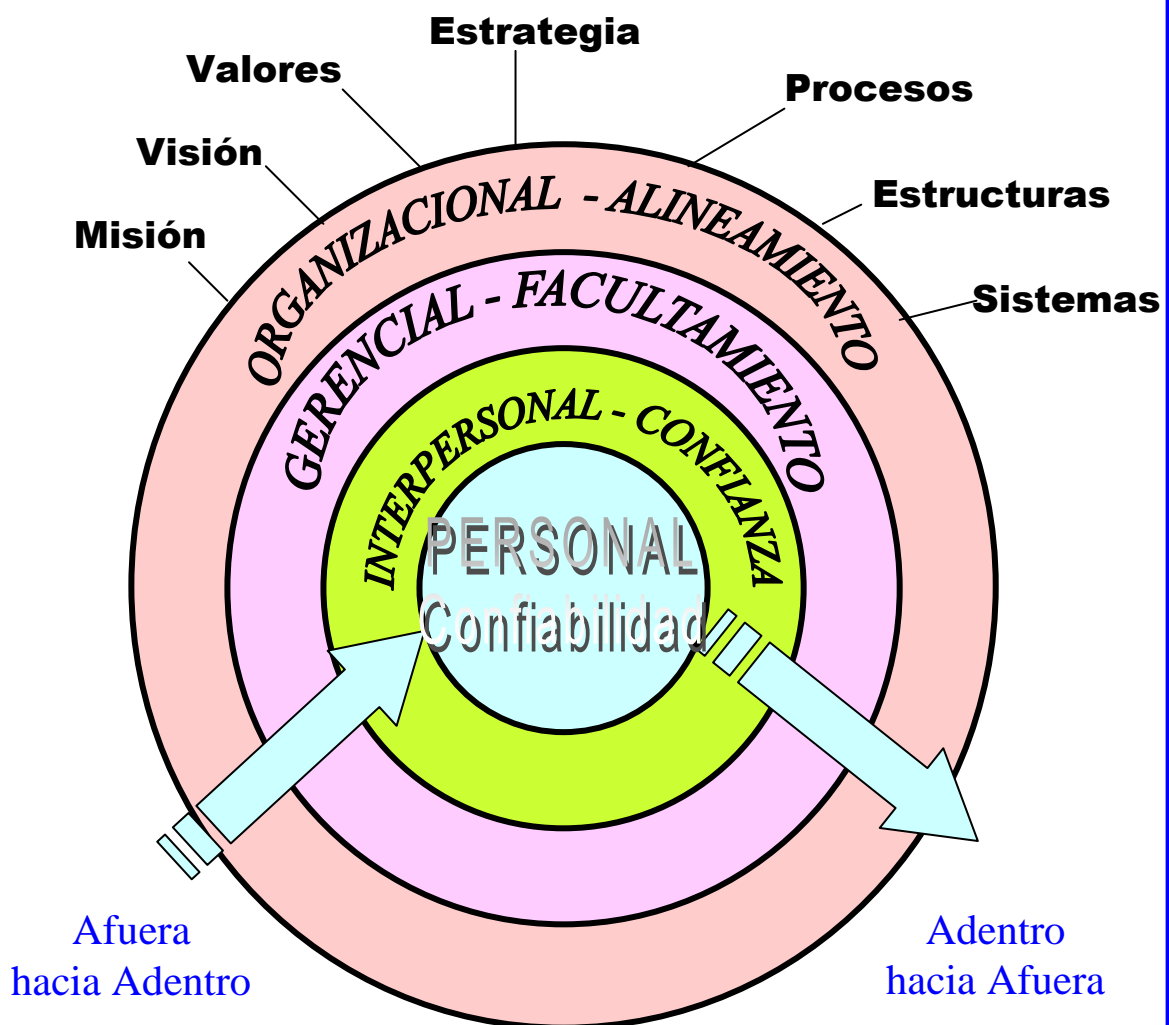 Estrategia
Valores
Procesos
Visión
Estructuras
Misión
Sistemas
ORGANIZACIONAL - ALINEAMIENTO
GERENCIAL - FACULTAMIENTO
INTERPERSONAL - CONFIANZA
PERSONAL
Confiabilidad
Afuera
hacia Adentro
Adentro
hacia Afuera